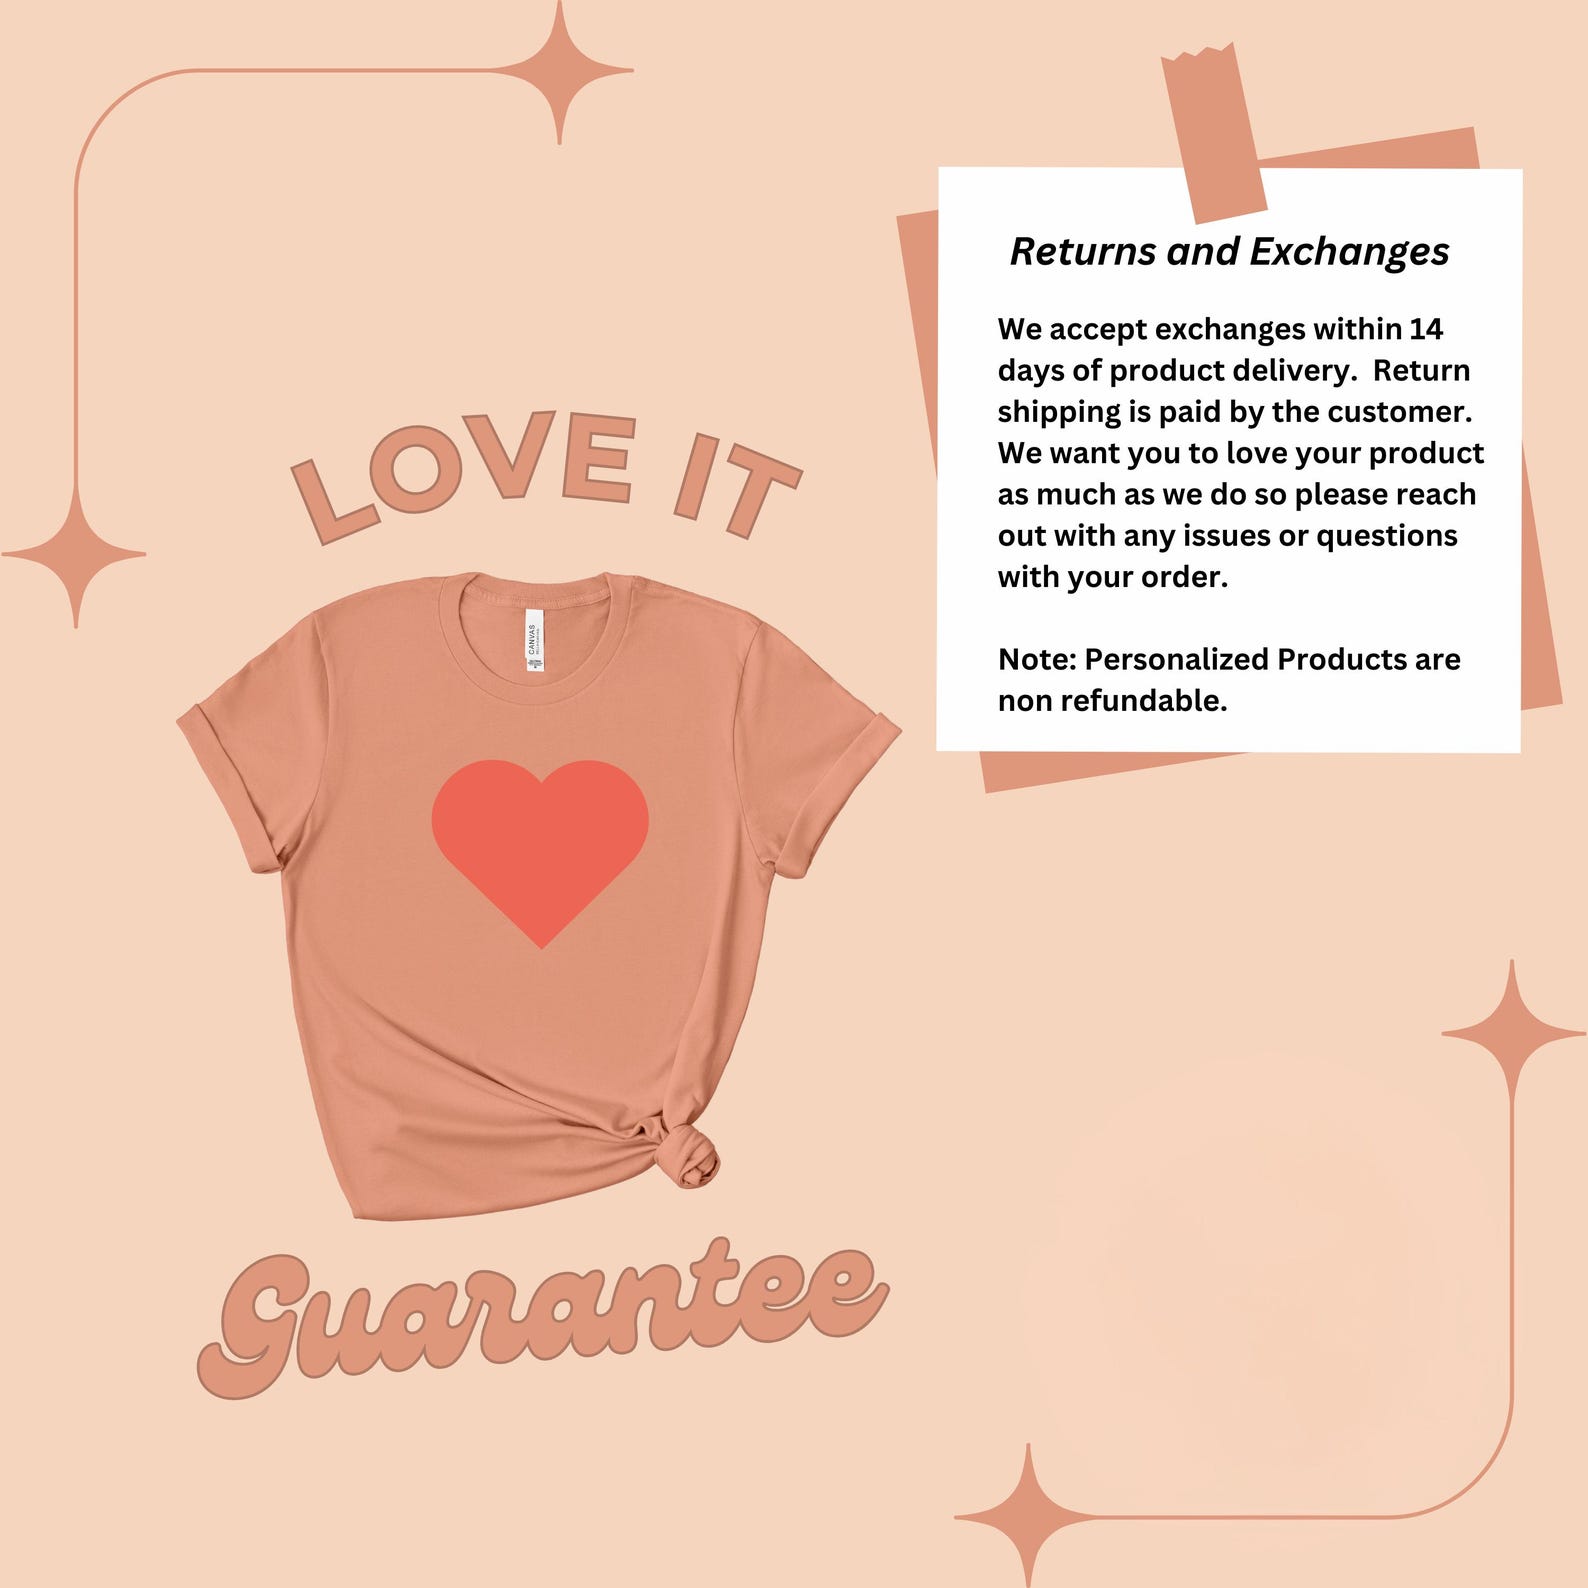 LOVE IT
CANVAS
Guarantee
Returns and Exchanges
We accept exchanges within 14
days of product delivery.  Return
shipping is paid by the customer.
We want you to love your product
as much as we do so please reach
out with any issues or questions
with your order.
Note: Personalized Products are
non refundable.